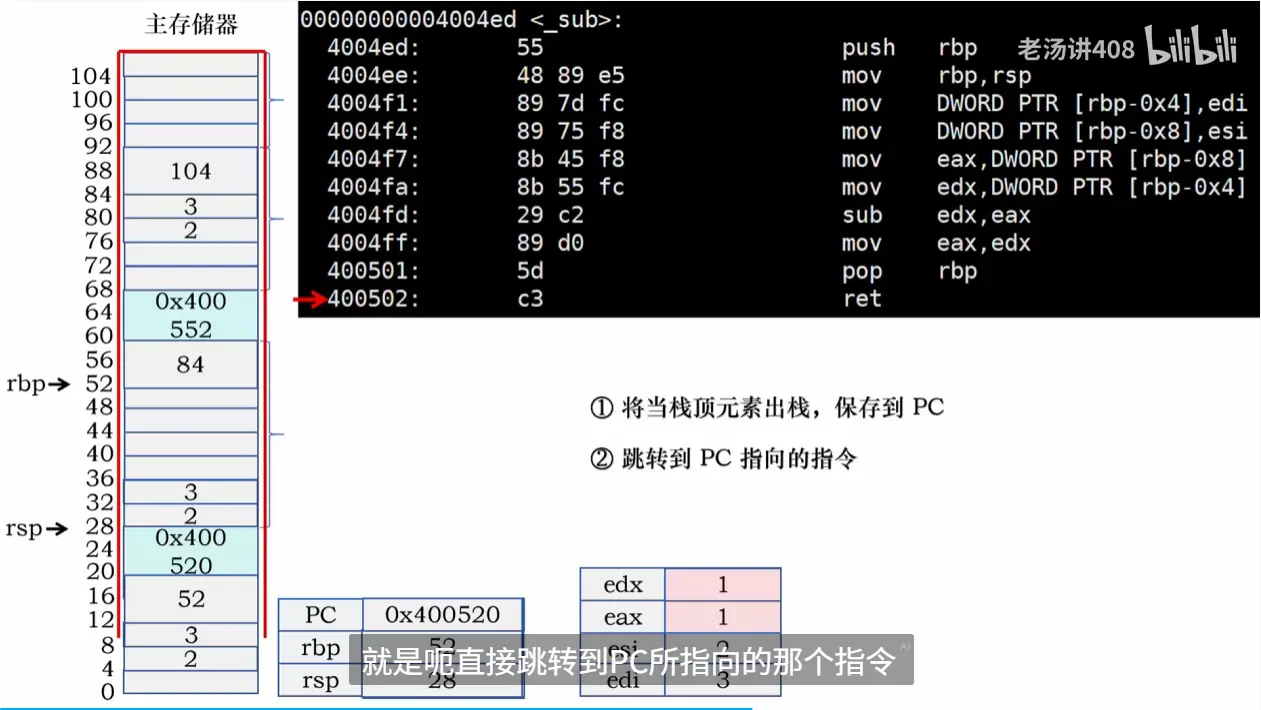 主存储器
104
100
96
92
88
84
80
76
72
68
64
60
56
52
48
44
40
36
32
28
24
20
16
12
8
4
0
104
3
2
0x400
552
84
3
2
0x400
520
52
3
2
rbp
rsp
00000000004004ed <_sub>:
4004ed: 55 push rbp
4004ee: 48 89 e5 mov rbp,rsp
4004f1: 89 7d fc mov DWORD PTR [rbp-0x4],edi
4004f4: 89 75 f8 mov DWORD PTR [rbp-0x8],esi
4004f7: 8b 45 f8 mov eax,DWORD PTR [rbp-0x8]
4004fa: 8b 55 fc mov edx,DWORD PTR [rbp-0x4]
4004fd: 29 c2 sub edx,eax
4004ff: 89 d0 mov eax,edx
400501: 5d pop rbp
400502: c3 ret
老汤讲408 bilibili
① 将当栈顶元素出栈，保存到 PC
② 跳转到 PC 指向的指令
PC 0x400520
rbp 52
rsp 28
edx 1
eax 1
esi 2
edi 3
就是呃直接跳转到PC所指向的那个指令
AI